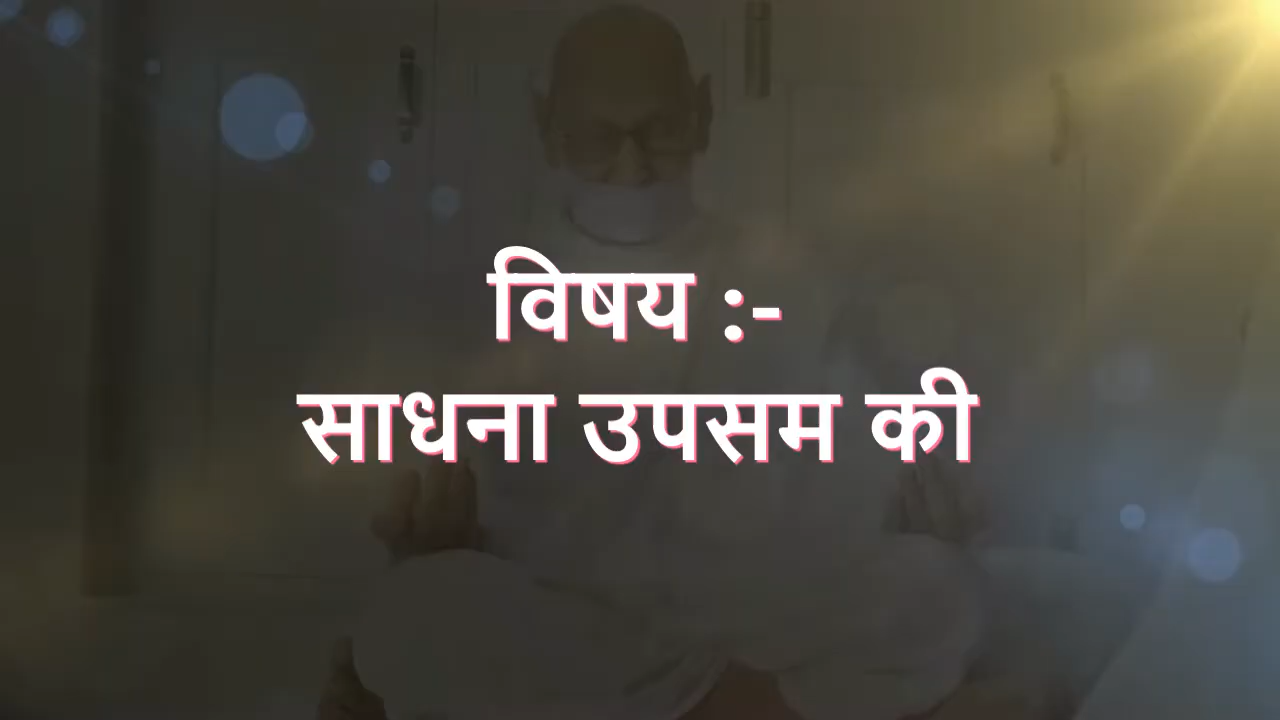 विषय :-
साधना उपसम की